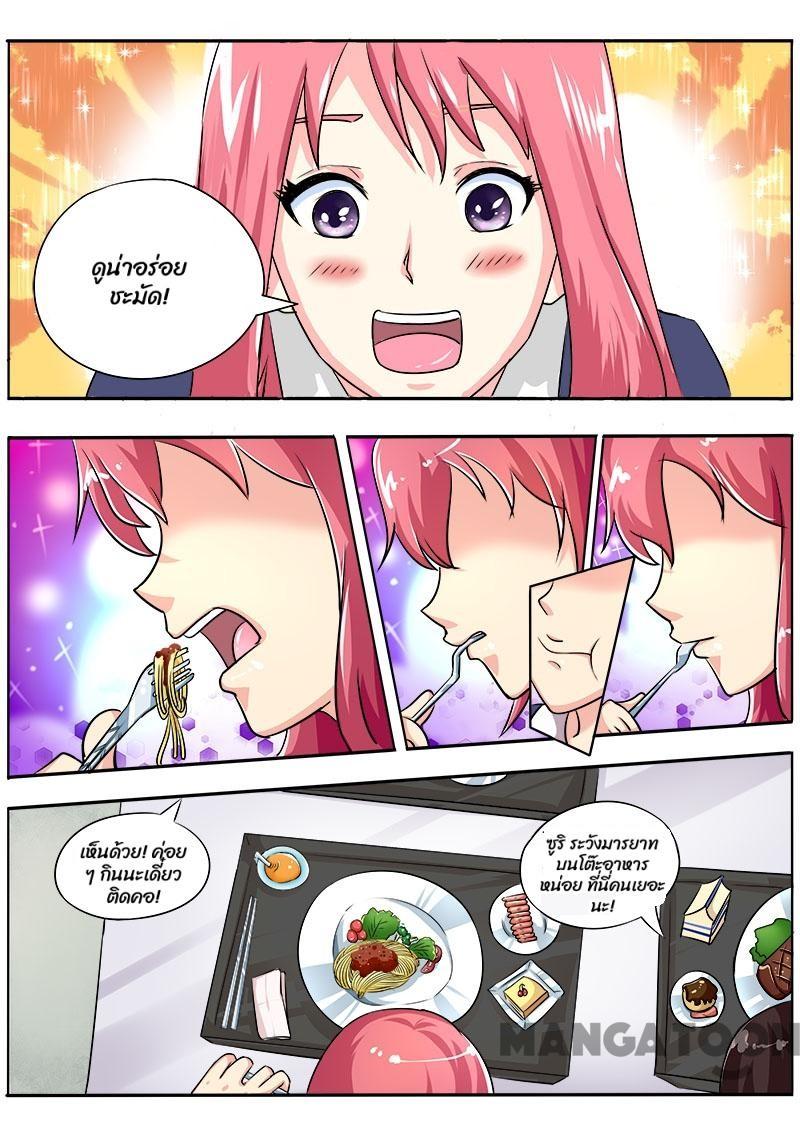 ดูน่าอร่อย
ชะมัด!
เห็นด้วย! ค่อย
ๆ กินนะเดี๋ยว
ติดคอ!
ซูริ ระวังมารยาท
บนโต๊ะอาหาร
หน่อย ที่นี่คนเยอะ
นะ!
MANGATOON